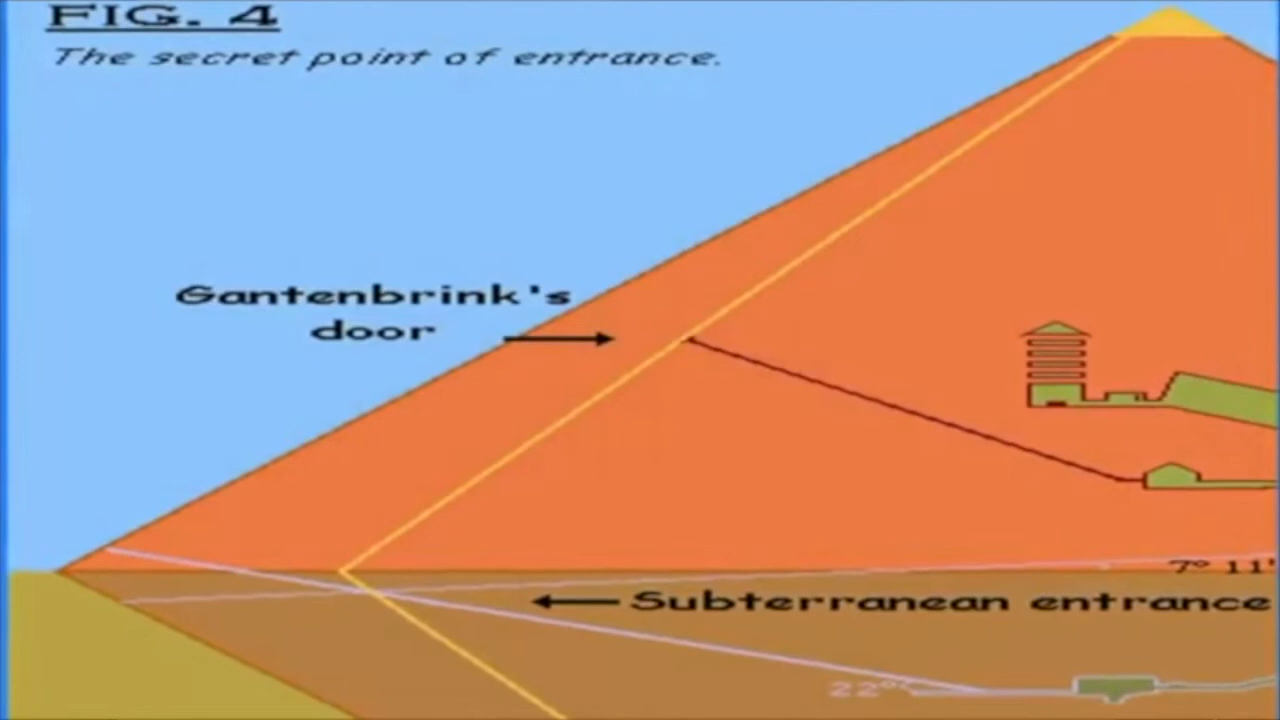 FIG. 4
The secret point of entrance.
Gantenbrink's
door
7° 11'
Subterranean entrance
22°